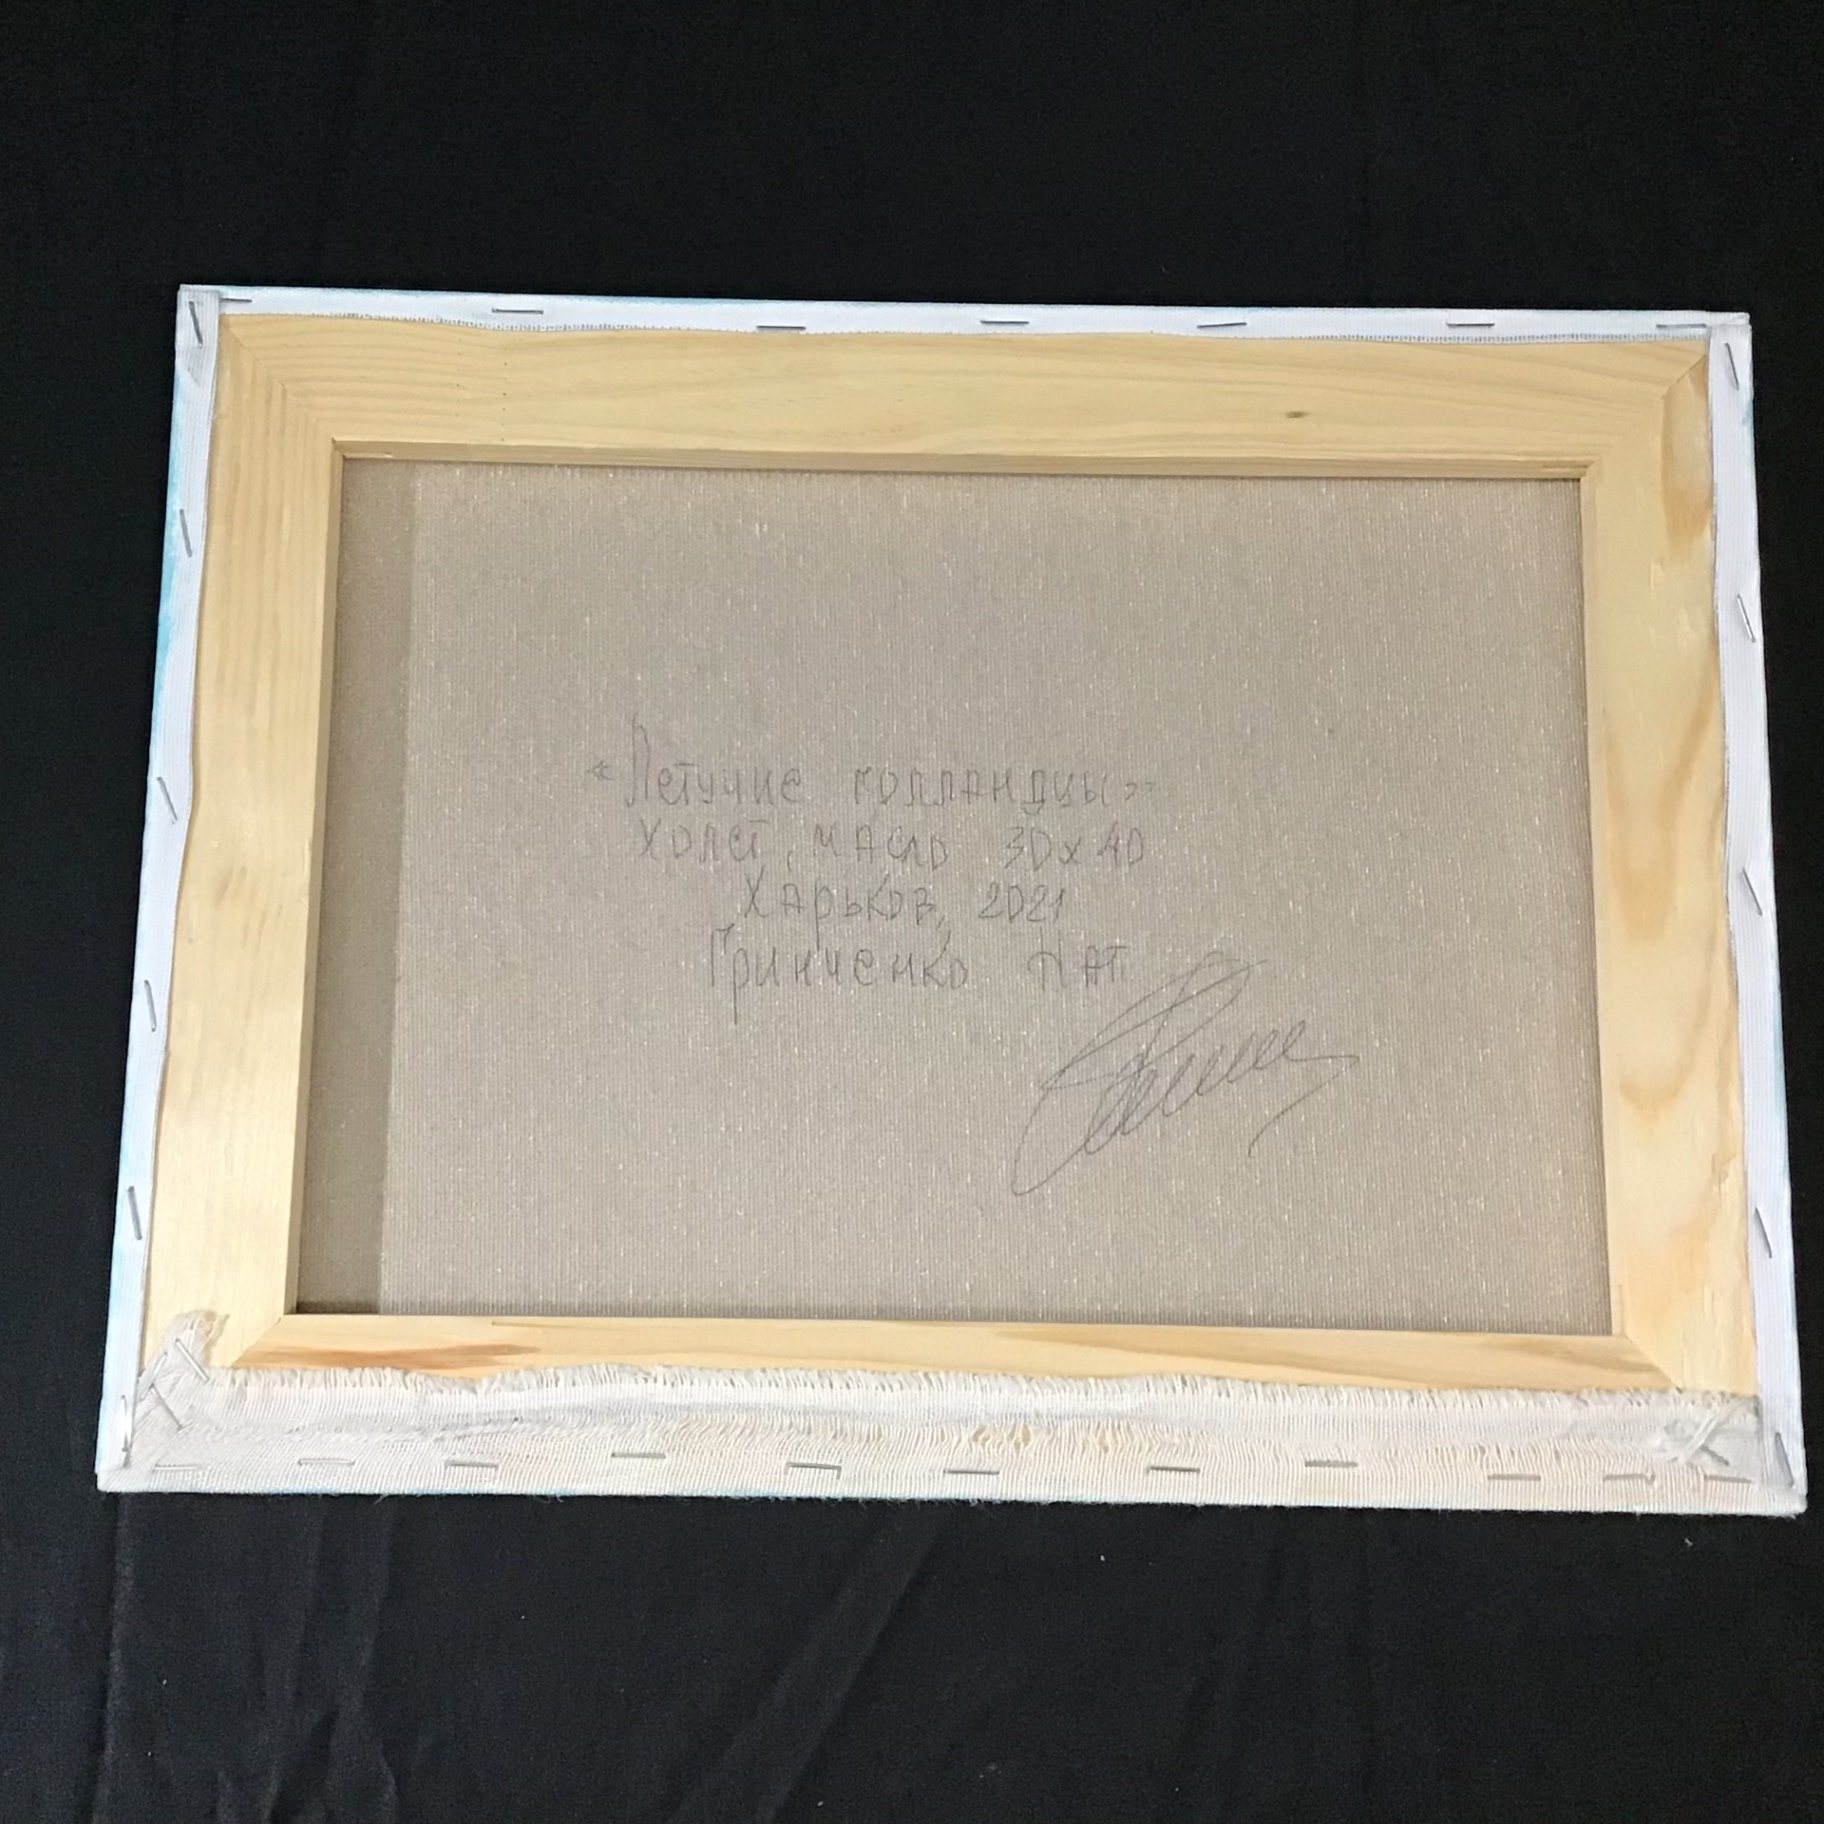 «Летучие голландцы»
Холст, масло 30х40
Харьков, 2021
Гринченко Нат.